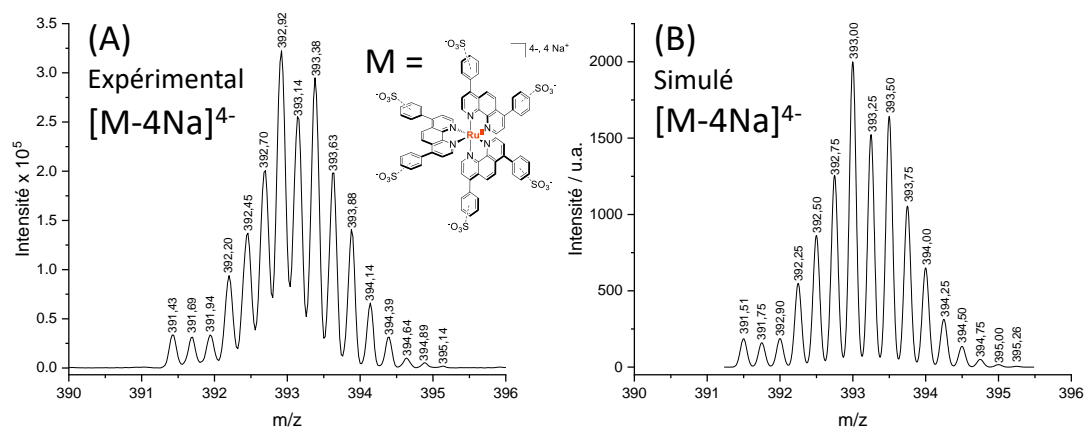 (A)
Expérimental
[M-4Na]4-
Intensité x 10⁵
3.5
3.0
2.5
2.0
1.5
1.0
0.5
0.0
391,43
391,69
391,94
392,20
392,45
392,70
392,92
393,14
393,38
393,63
393,88
394,14
394,39
394,64
394,89
395,14
390
391
392
393
394
395
396
m/z
M =
4-, 4 Na⁺
-O₃S
-O₃S
-O₃S
-O₃S
SO₃-
SO₃-
N
N
N
N
N
N
Ru
(B)
Simulé
[M-4Na]4-
Intensité / u.a.
2000
1500
1000
500
0
391,51
391,75
392,90
392,25
392,50
392,75
393,00
393,25
393,50
393,75
394,00
394,25
394,50
394,75
395,00
395,26
390
391
392
393
394
395
396
m/z